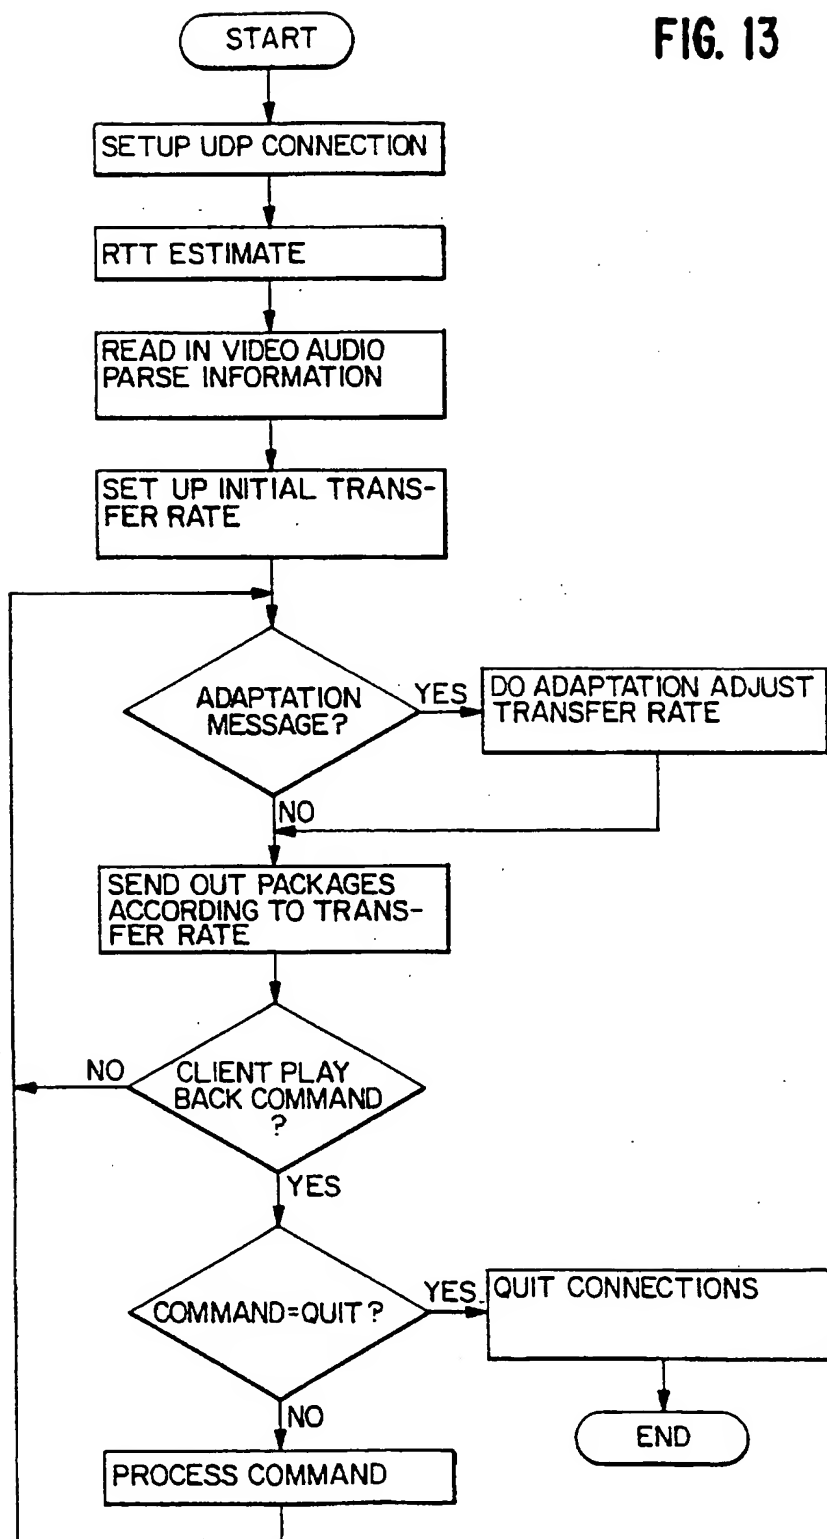 FIG. 13
START
SETUP UDP CONNECTION
RTT ESTIMATE
READ IN VIDEO AUDIO
PARSE INFORMATION
SET UP INITIAL TRANS-
FER RATE
ADAPTATION
MESSAGE?
YES
DO ADAPTATION ADJUST
TRANSFER RATE
NO
SEND OUT PACKAGES
ACCORDING TO TRANS-
FER RATE
NO
CLIENT PLAY
BACK COMMAND
?
YES
COMMAND=QUIT?
YES
QUIT CONNECTIONS
NO
END
PROCESS COMMAND